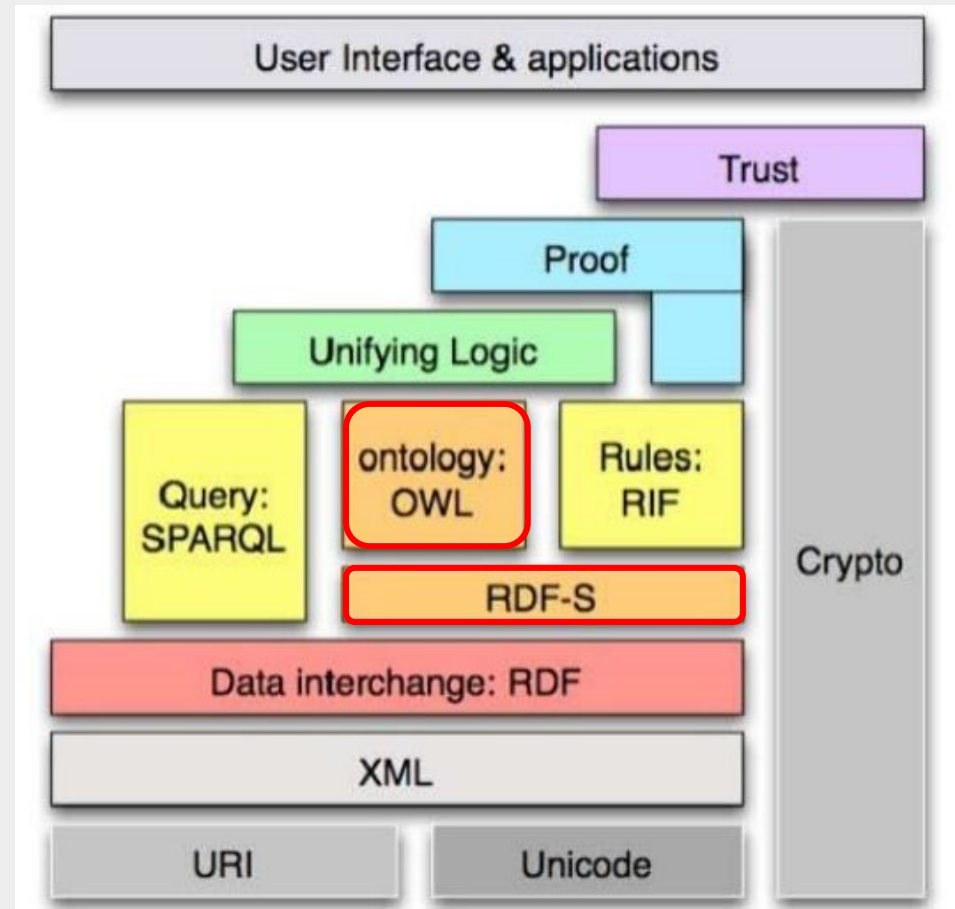 User Interface & applications
Trust
Proof
Unifying Logic
Query:
SPARQL
ontology:
OWL
Rules:
RIF
Crypto
RDF-S
Data interchange: RDF
XML
URI
Unicode